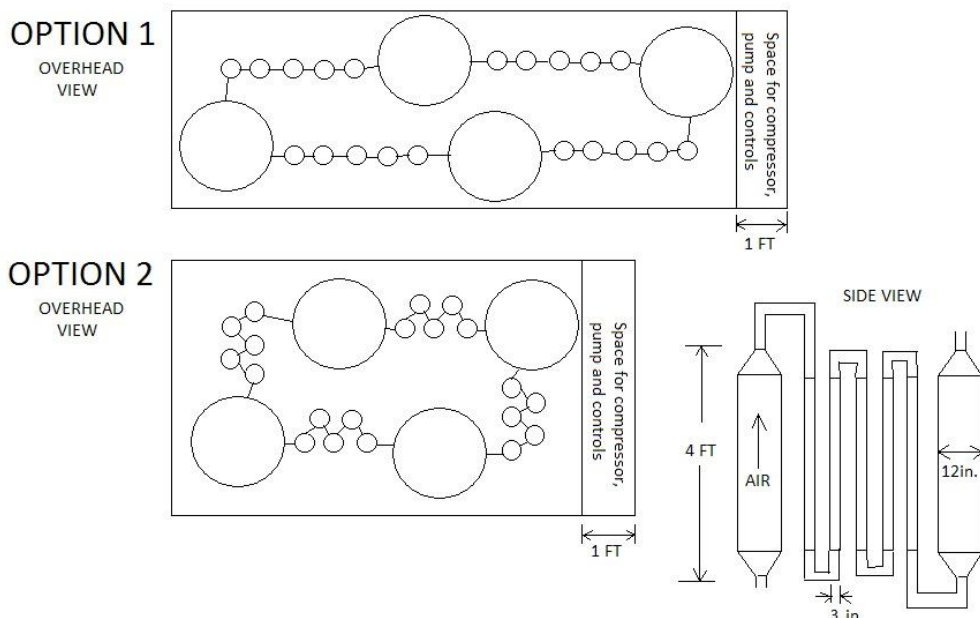 OPTION 1
OVERHEAD
VIEW
Space for compressor,
pump and controls
1 FT
OPTION 2
OVERHEAD
VIEW
Space for compressor,
pump and controls
1 FT
SIDE VIEW
4 FT
AIR
12in.
3 in